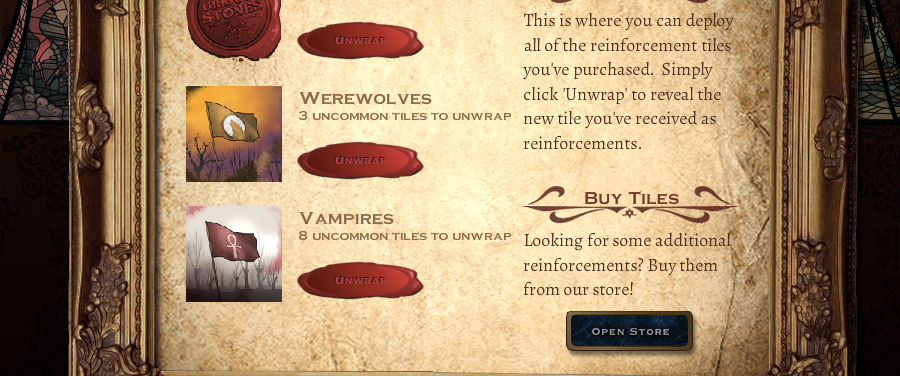 STONES
UNWRAP
WEREWOLVES
3 UNCOMMON TILES TO UNWRAP
UNWRAP
VAMPIRES
8 UNCOMMON TILES TO UNWRAP
UNWRAP
This is where you can deploy
all of the reinforcement tiles
you've purchased. Simply
click 'Unwrap' to reveal the
new tile you've received as
reinforcements.
BUY TILES
Looking for some additional
reinforcements? Buy them
from our store!
OPEN STORE